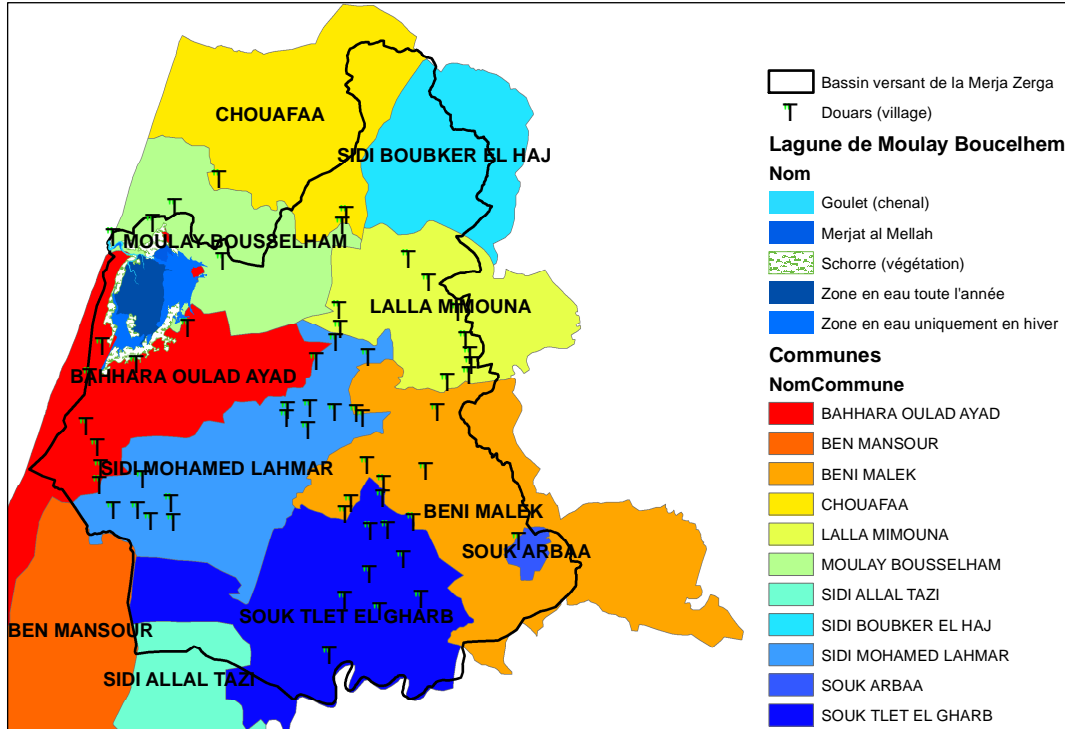 CHOUAFAA
SIDI BOUBKER EL HAJ
MOULAY BOUSSELHAM
LALLA MIMOUNA
BAHHARA OULAD AYAD
SIDI MOHAMED LAHMAR
BENI MALEK
SOUK ARBAA
SOUK TLET EL GHARB
BEN MANSOUR
SIDI ALLAL TAZI
Bassin versant de la Merja Zerga
Douars (village)
Lagune de Moulay Boucelhem
Nom
Goulet (chenal)
Merjat al Mellah
Schorre (végétation)
Zone en eau toute l'année
Zone en eau uniquement en hiver
Communes
NomCommune
BAHHARA OULAD AYAD
BEN MANSOUR
BENI MALEK
CHOUAFAA
LALLA MIMOUNA
MOULAY BOUSSELHAM
SIDI ALLAL TAZI
SIDI BOUBKER EL HAJ
SIDI MOHAMED LAHMAR
SOUK ARBAA
SOUK TLET EL GHARB